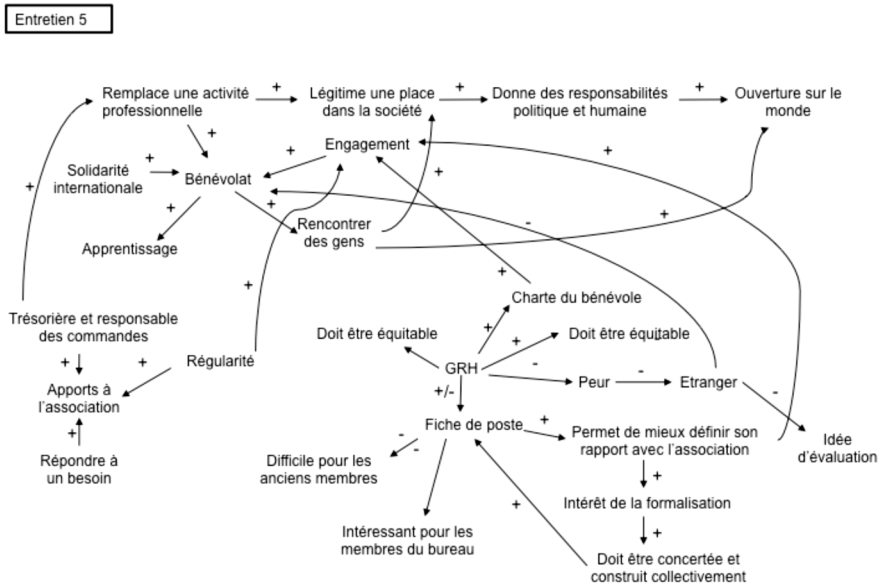 Entretien 5
Remplace une activité
professionnelle
+
Légitime une place
dans la société
+
Donne des responsabilités
politique et humaine
+
Ouverture sur le
monde
+
Engagement
+
+
Solidarité
internationale
+
Bénévolat
+
+
+
-
+
+
Apprentissage
Rencontrer
des gens
+
+
Charte du bénévole
Trésorière et responsable
des commandes
Doit être équitable
+
+
Doit être équitable
+
+
Régularité
GRH
-
Peur
-
Etranger
-
Apports à
l'association
+/-
+
Fiche de poste
+
Permet de mieux définir son
rapport avec l'association
Idée
d'évaluation
Répondre à
un besoin
-
-
Difficile pour les
anciens membres
+
Intérêt de la formalisation
+
+
Intéressant pour les
membres du bureau
Doit être concertée et
construit collectivement